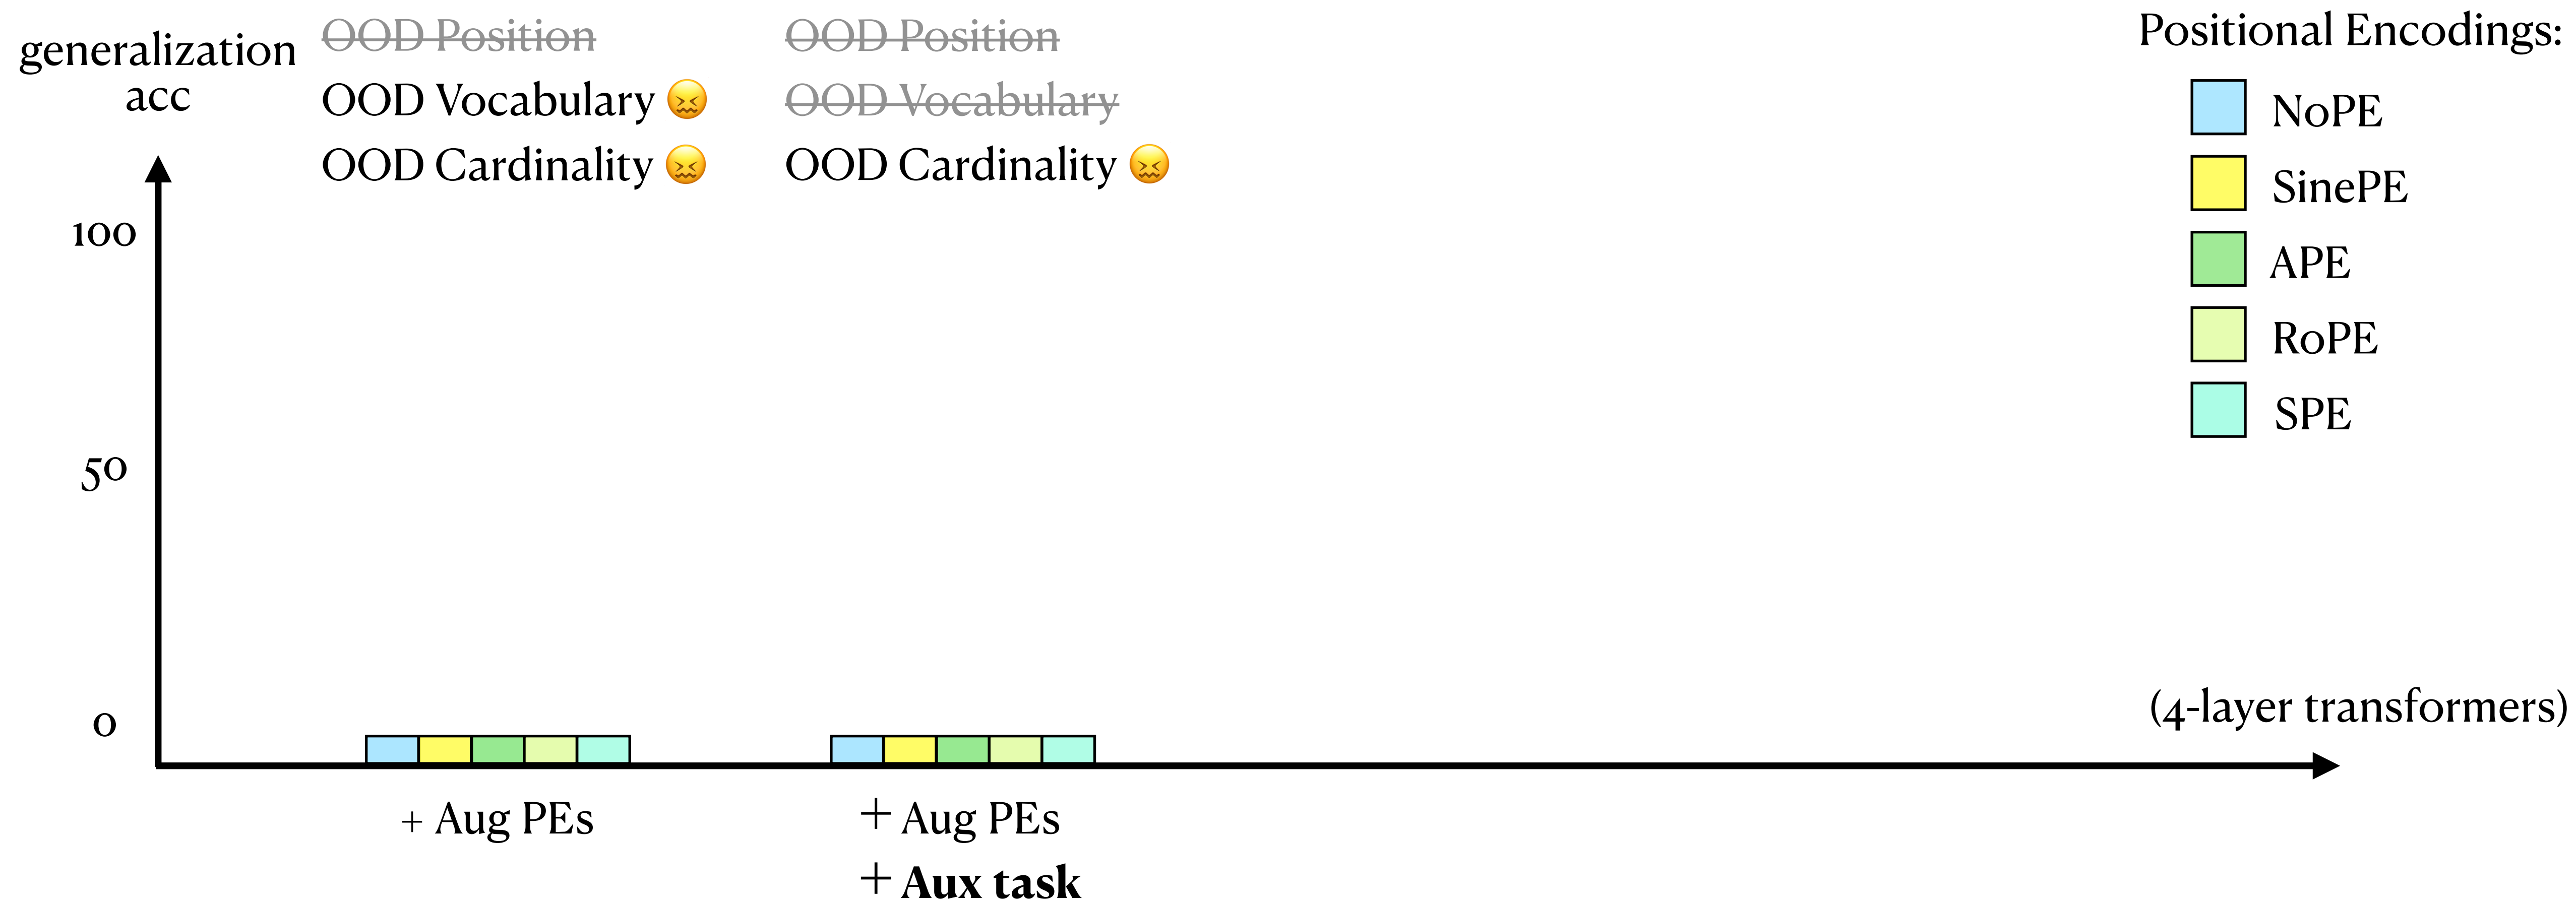 generalization
acc
OOD Position
OOD Vocabulary 😖
OOD Cardinality 😖
OOD Position
OOD Vocabulary
OOD Cardinality 😖
Positional Encodings:
NoPE
SinePE
APE
RoPE
SPE
100
50
0
(4-layer transformers)
+ Aug PEs
+ Aug PEs
+ Aux task